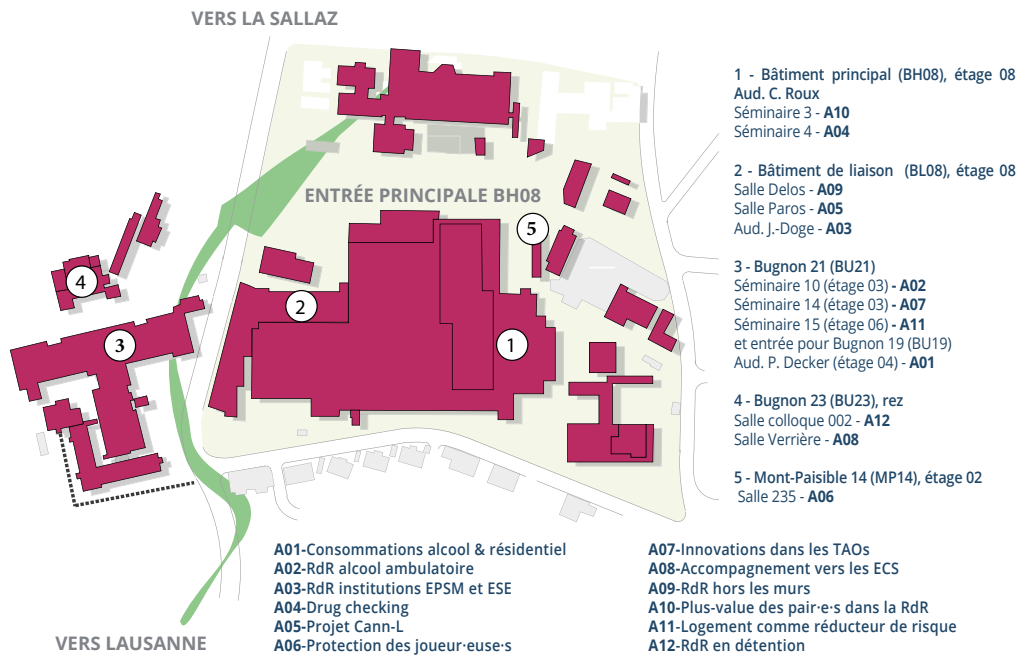 VERS LA SALLAZ
1 - Bâtiment principal (BH08), étage 08
Aud. C. Roux
Séminaire 3 - A10
Séminaire 4 - A04
2 - Bâtiment de liaison (BL08), étage 08
Salle Delos - A09
Salle Paros - A05
Aud. J.-Doge - A03
3 - Bugnon 21 (BU21)
Séminaire 10 (étage 03) - A02
Séminaire 14 (étage 03) - A07
Séminaire 15 (étage 06) - A11
et entrée pour Bugnon 19 (BU19)
Aud. P. Decker (étage 04) - A01
4 - Bugnon 23 (BU23), rez
Salle colloque 002 - A12
Salle Verrière - A08
5 - Mont-Paisible 14 (MP14), étage 02
Salle 235 - A06
ENTRÉE PRINCIPALE BH08
5
4
2
3
1
A01-Consommations alcool & résidentiel
A02-RdR alcool ambulatoire
A03-RdR institutions EPSM et ESE
A04-Drug checking
A05-Projet Cann-L
A06-Protection des joueur·euse·s
A07-Innovations dans les TAOs
A08-Accompagnement vers les ECS
A09-RdR hors les murs
A10-Plus-value des pair·e·s dans la RdR
A11-Logement comme réducteur de risque
A12-RdR en détention
VERS LAUSANNE